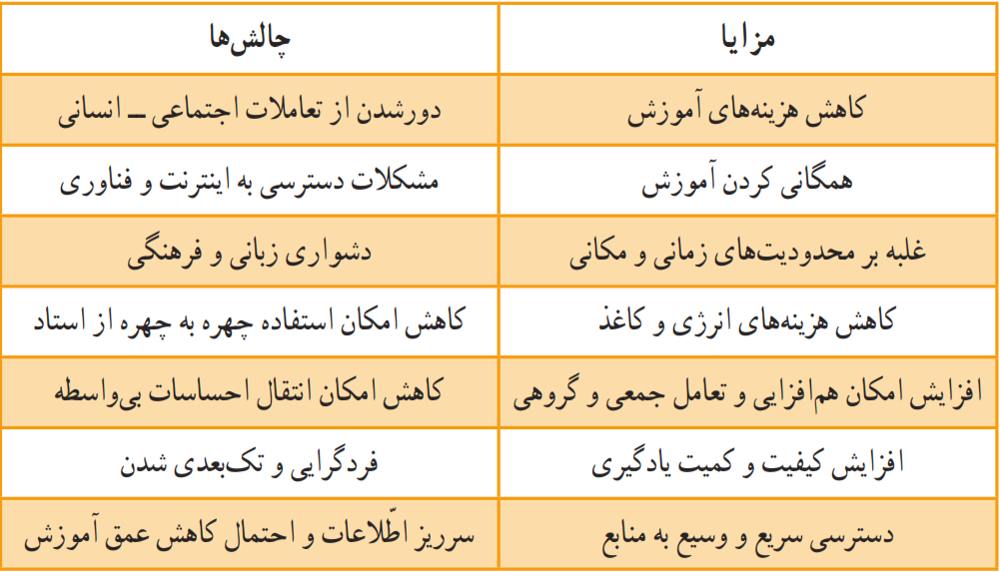 مزایا
چالش‌ها
کاهش هزینه‌های آموزش
دورشدن از تعاملات اجتماعی ـ انسانی
همگانی کردن آموزش
مشکلات دسترسی به اینترنت و فناوری
غلبه بر محدودیت‌های زمانی و مکانی
دشواری زبانی و فرهنگی
کاهش هزینه‌های انرژی و کاغذ
کاهش امکان استفاده چهره به چهره از استاد
افزایش امکان هم‌افزایی و تعامل جمعی و گروهی
کاهش امکان انتقال احساسات بی‌واسطه
افزایش کیفیت و کمیت یادگیری
فردگرایی و تک‌بعدی شدن
دسترسی سریع و وسیع به منابع
سرریز اطّلاعات و احتمال کاهش عمق آموزش